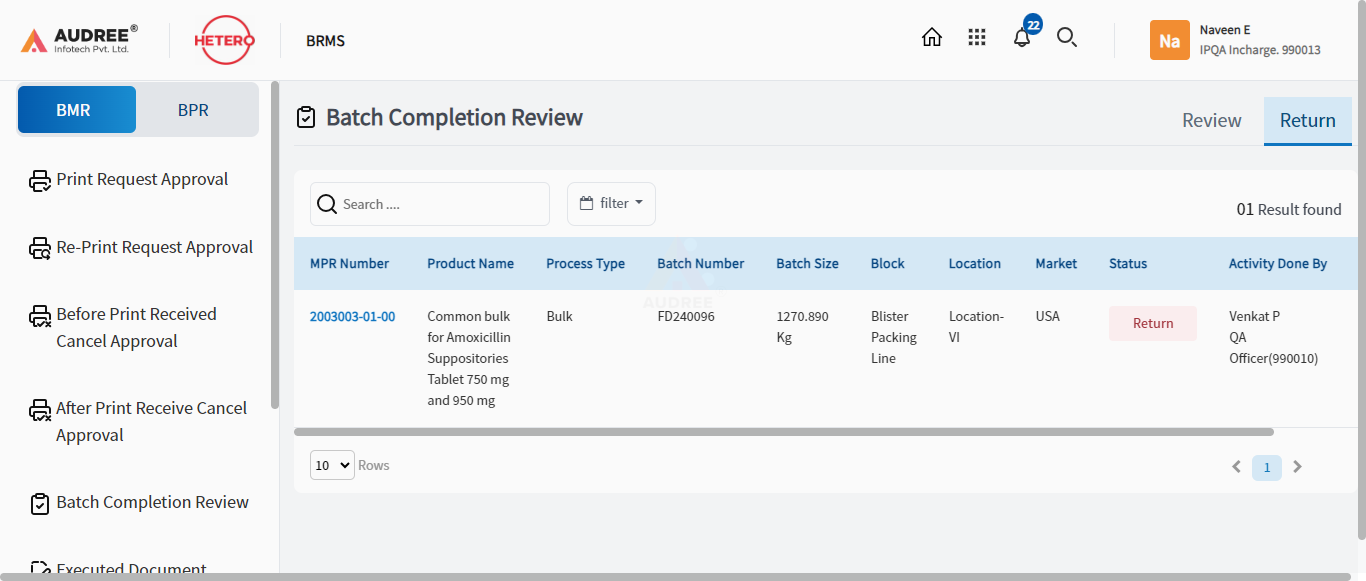 AUDREE®
Infotech Pvt. Ltd.
HETERO
BRMS
22
Na
Naveen E
IPQA Incharge. 990013
BMR
BPR
Print Request Approval
Re-Print Request Approval
Before Print Received
Cancel Approval
After Print Receive Cancel
Approval
Batch Completion Review
Executed Document
Batch Completion Review
Review
Return
Search ....
filter
01 Result found
MPR Number Product Name Process Type Batch Number Batch Size Block Location Market Status Activity Done By
AUDREE
2003003-01-00 Common bulk Bulk FD240096 1270.890 Blister Location- USA Return Venkat P
for Amoxicillin Kg Packing VI QA
Suppositories Line Officer(990010)
Tablet 750 mg
and 950 mg
10 Rows
1